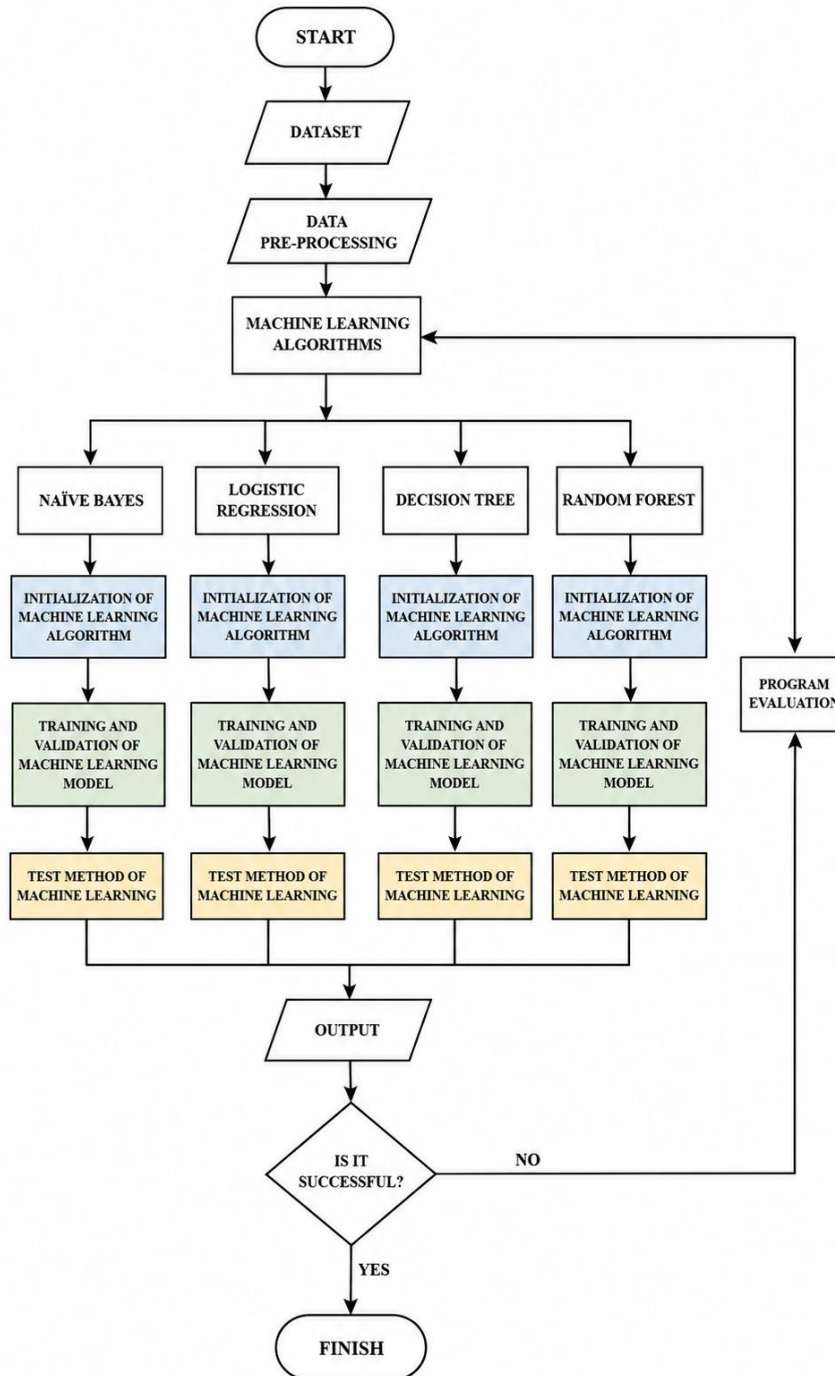 START
DATASET
DATA
PRE-PROCESSING
MACHINE LEARNING
ALGORITHMS
NAÏVE BAYES
LOGISTIC
REGRESSION
DECISION TREE
RANDOM FOREST
INITIALIZATION OF
MACHINE LEARNING
ALGORITHM
INITIALIZATION OF
MACHINE LEARNING
ALGORITHM
INITIALIZATION OF
MACHINE LEARNING
ALGORITHM
INITIALIZATION OF
MACHINE LEARNING
ALGORITHM
PROGRAM
EVALUATION
TRAINING AND
VALIDATION OF
MACHINE LEARNING
MODEL
TRAINING AND
VALIDATION OF
MACHINE LEARNING
MODEL
TRAINING AND
VALIDATION OF
MACHINE LEARNING
MODEL
TRAINING AND
VALIDATION OF
MACHINE LEARNING
MODEL
TEST METHOD OF
MACHINE LEARNING
TEST METHOD OF
MACHINE LEARNING
TEST METHOD OF
MACHINE LEARNING
TEST METHOD OF
MACHINE LEARNING
OUTPUT
IS IT
SUCCESSFUL?
NO
YES
FINISH